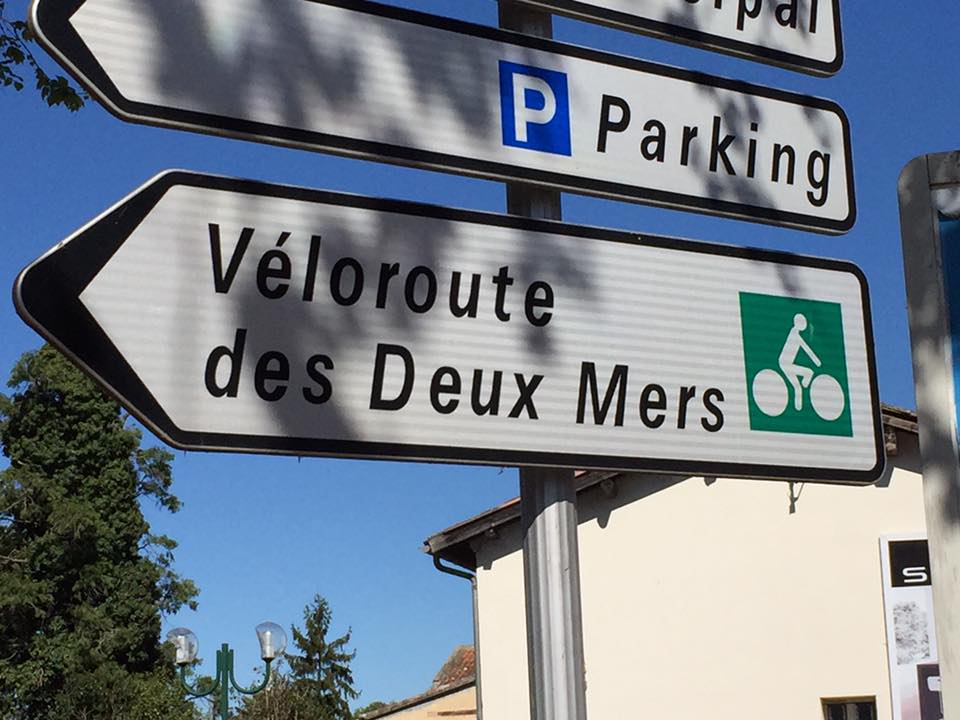 P Parking
Véloroute
des Deux Mers